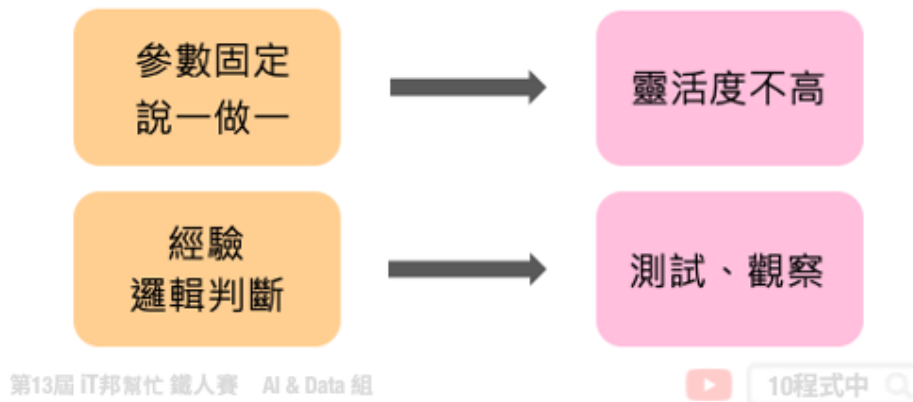 參數固定
說一做一
靈活度不高
經驗
邏輯判斷
測試、觀察
第13屆 iT邦幫忙 鐵人賽 AI & Data 組
10程式中